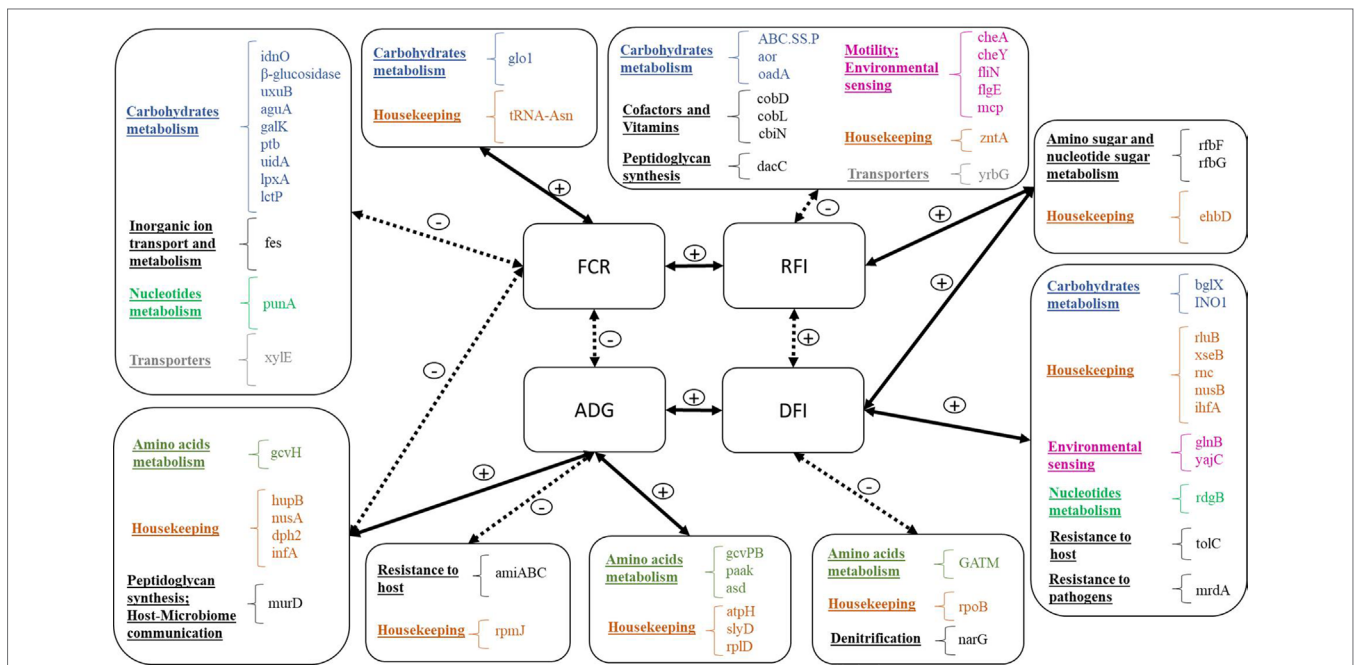 Carbohydrates
metabolism
idnO
β-glucosidase
uxuB
aguA
galK
ptb
uidA
lpxA
lctP
Inorganic ion
transport and
metabolism
fes
Nucleotides
metabolism
punA
Transporters
xylE
Carbohydrates
metabolism
glo1
Housekeeping
tRNA-Asn
Carbohydrates
metabolism
ABC.SS.P
aor
oadA
Cofactors and
Vitamins
cobD
cobL
cbiN
Peptidoglycan
synthesis
dacC
Motility;
Environmental
sensing
cheA
cheY
fliN
flgE
mcp
Housekeeping
zntA
Transporters
yrbG
Amino sugar and
nucleotide sugar
metabolism
rfbF
rfbG
Housekeeping
ehbD
+
-
-
+
+
+
FCR
+
RFI
-
-
+
+
ADG
+
DFI
+
-
+
-
Carbohydrates
metabolism
bglX
INO1
Housekeeping
rluB
xseB
rnc
nusB
ihfA
Environmental
sensing
glnB
yajC
Nucleotides
metabolism
rdgB
Resistance to
host
tolC
Resistance to
pathogens
mrdA
Amino acids
metabolism
gcvH
Housekeeping
hupB
nusA
dph2
infA
Peptidoglycan
synthesis;
Host-Microbiome
communication
murD
Resistance to
host
amiABC
Housekeeping
rpmJ
Amino acids
metabolism
gcvPB
paak
asd
Housekeeping
atpH
slyD
rplD
Amino acids
metabolism
GATM
Housekeeping
rpoB
Denitrification
narG